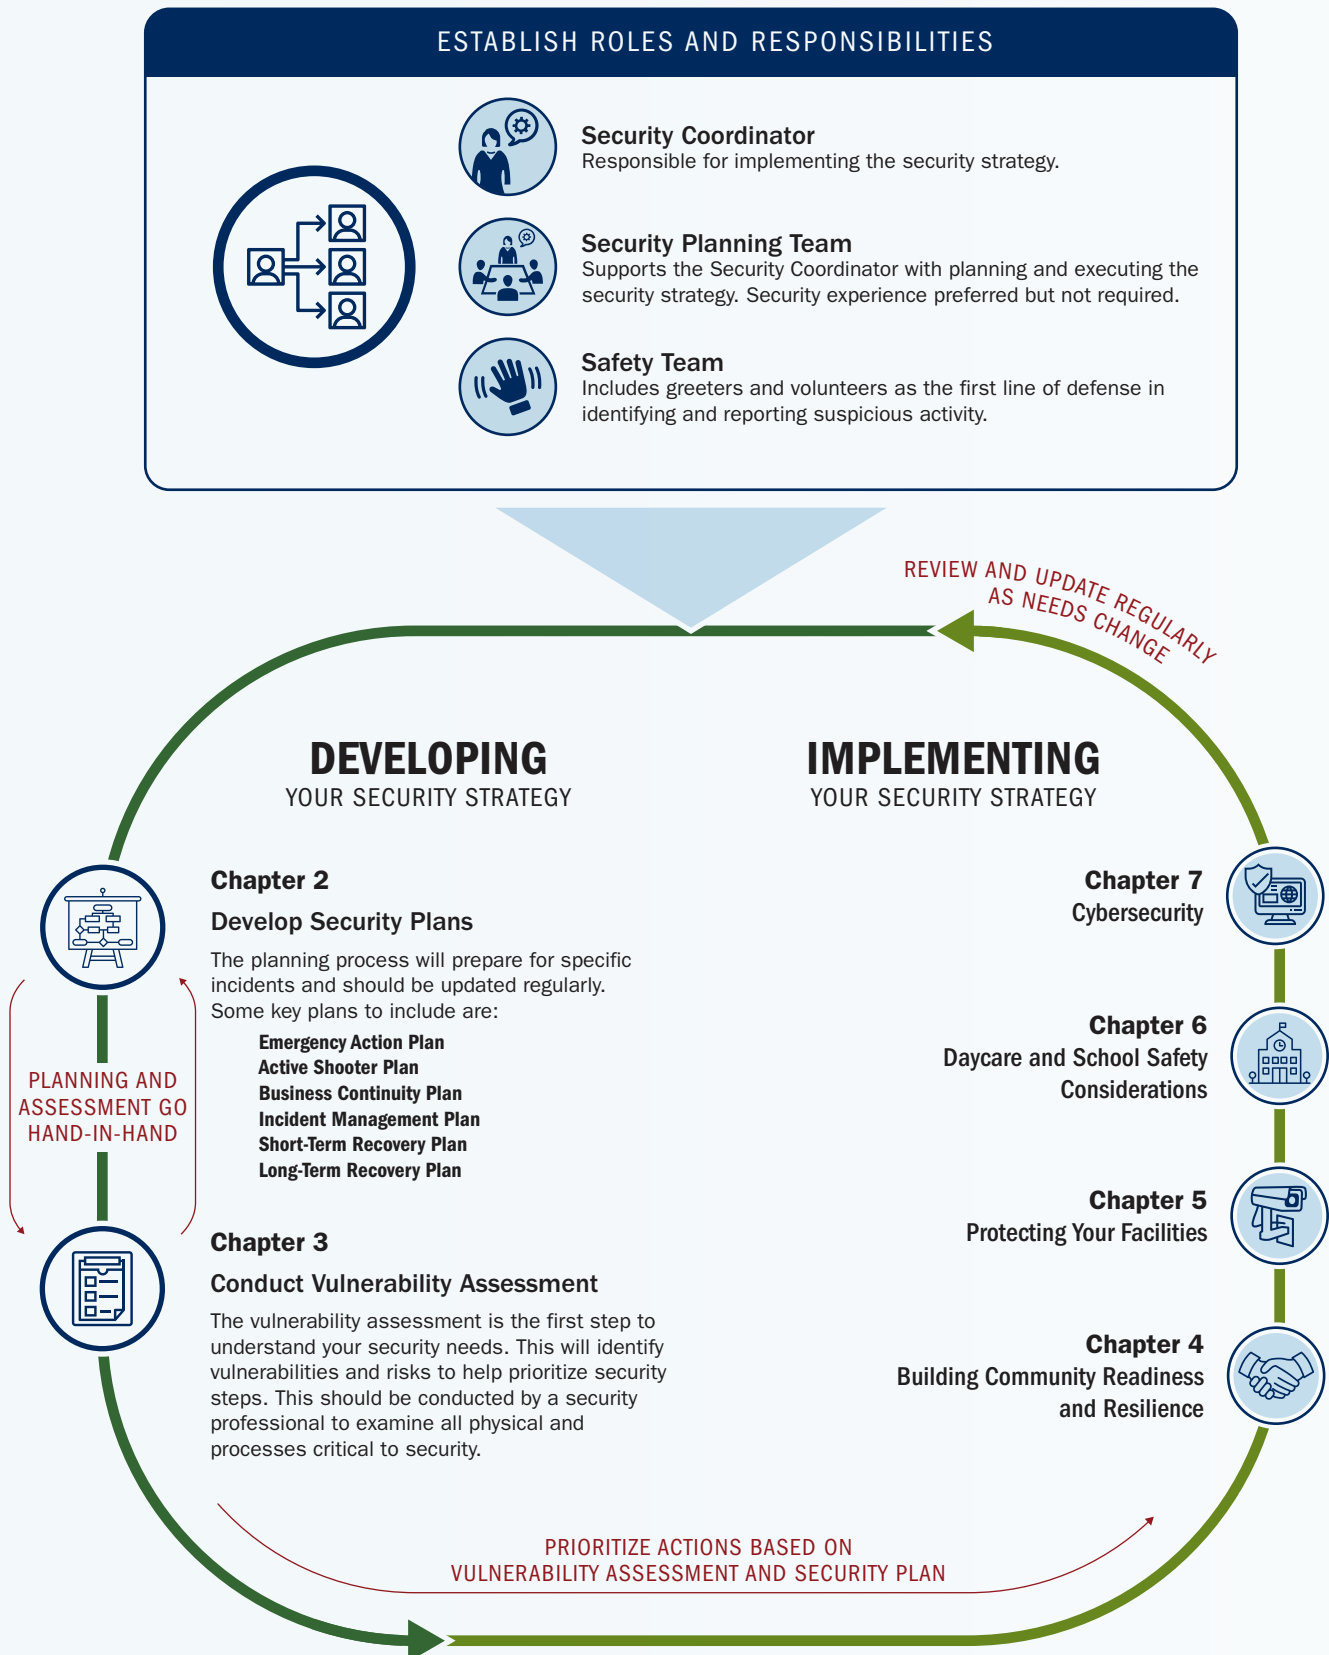 ESTABLISH ROLES AND RESPONSIBILITIES
Security Coordinator
Responsible for implementing the security strategy.
Security Planning Team
Supports the Security Coordinator with planning and executing the
security strategy. Security experience preferred but not required.
Safety Team
Includes greeters and volunteers as the first line of defense in
identifying and reporting suspicious activity.
REVIEW AND UPDATE REGULARLY
AS NEEDS CHANGE
DEVELOPING
YOUR SECURITY STRATEGY
Chapter 2
Develop Security Plans
The planning process will prepare for specific
incidents and should be updated regularly.
Some key plans to include are:
Emergency Action Plan
Active Shooter Plan
Business Continuity Plan
Incident Management Plan
Short-Term Recovery Plan
Long-Term Recovery Plan
PLANNING AND
ASSESSMENT GO
HAND-IN-HAND
Chapter 3
Conduct Vulnerability Assessment
The vulnerability assessment is the first step to
understand your security needs. This will identify
vulnerabilities and risks to help prioritize security
steps. This should be conducted by a security
professional to examine all physical and
processes critical to security.
IMPLEMENTING
YOUR SECURITY STRATEGY
Chapter 7
Cybersecurity
Chapter 6
Daycare and School Safety
Considerations
Chapter 5
Protecting Your Facilities
Chapter 4
Building Community Readiness
and Resilience
PRIORITIZE ACTIONS BASED ON
VULNERABILITY ASSESSMENT AND SECURITY PLAN